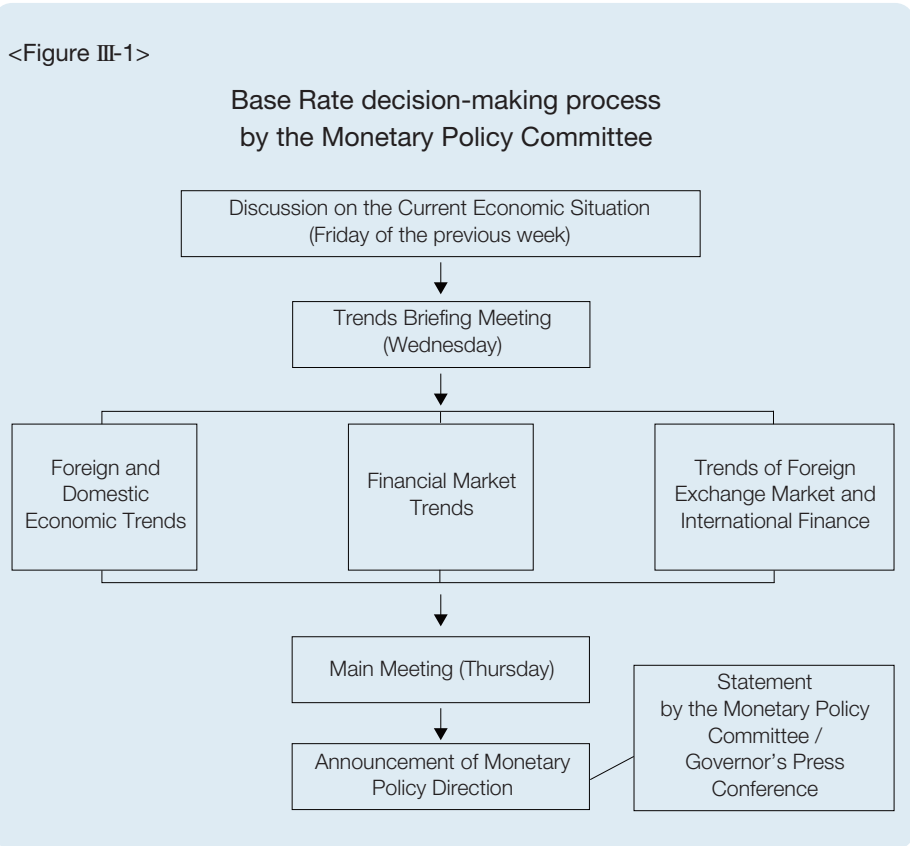 <Figure Ⅲ-1>
Base Rate decision-making process
by the Monetary Policy Committee
Discussion on the Current Economic Situation
(Friday of the previous week)
Trends Briefing Meeting
(Wednesday)
Foreign and
Domestic
Economic Trends
Financial Market
Trends
Trends of Foreign
Exchange Market and
International Finance
Main Meeting (Thursday)
Announcement of Monetary
Policy Direction
Statement
by the Monetary Policy
Committee /
Governor’s Press
Conference